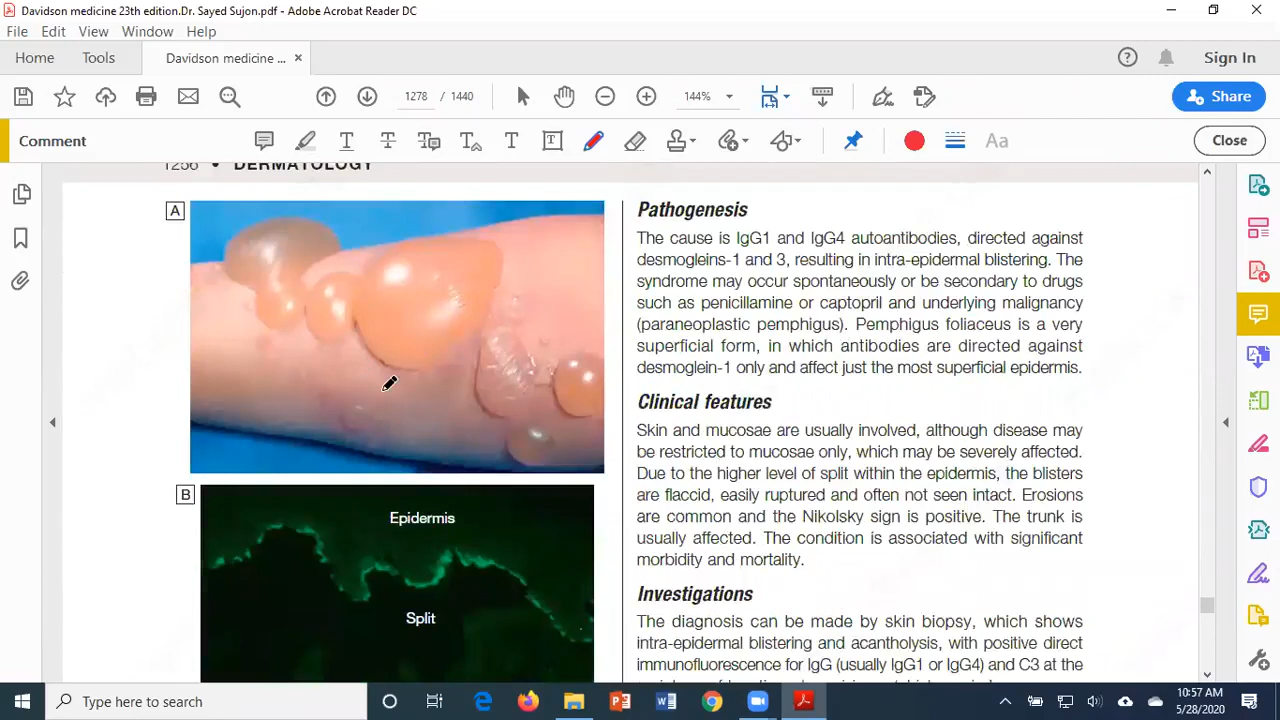 Davidson medicine 23th edition.Dr. Sayed Sujon.pdf - Adobe Acrobat Reader DC
File Edit View Window Help
Home Tools Davidson medicine ... × Sign In
1278 / 1440 144% Share
Comment Aa Close
1256 • DERMATOLOGY
A
B
Epidermis
Split
Pathogenesis
The cause is IgG1 and IgG4 autoantibodies, directed against
desmogleins-1 and 3, resulting in intra-epidermal blistering. The
syndrome may occur spontaneously or be secondary to drugs
such as penicillamine or captopril and underlying malignancy
(paraneoplastic pemphigus). Pemphigus foliaceus is a very
superficial form, in which antibodies are directed against
desmoglein-1 only and affect just the most superficial epidermis.
Clinical features
Skin and mucosae are usually involved, although disease may
be restricted to mucosae only, which may be severely affected.
Due to the higher level of split within the epidermis, the blisters
are flaccid, easily ruptured and often not seen intact. Erosions
are common and the Nikolsky sign is positive. The trunk is
usually affected. The condition is associated with significant
morbidity and mortality.
Investigations
The diagnosis can be made by skin biopsy, which shows
intra-epidermal blistering and acantholysis, with positive direct
immunofluorescence for IgG (usually IgG1 or IgG4) and C3 at the
Type here to search
10:57 AM
5/28/2020